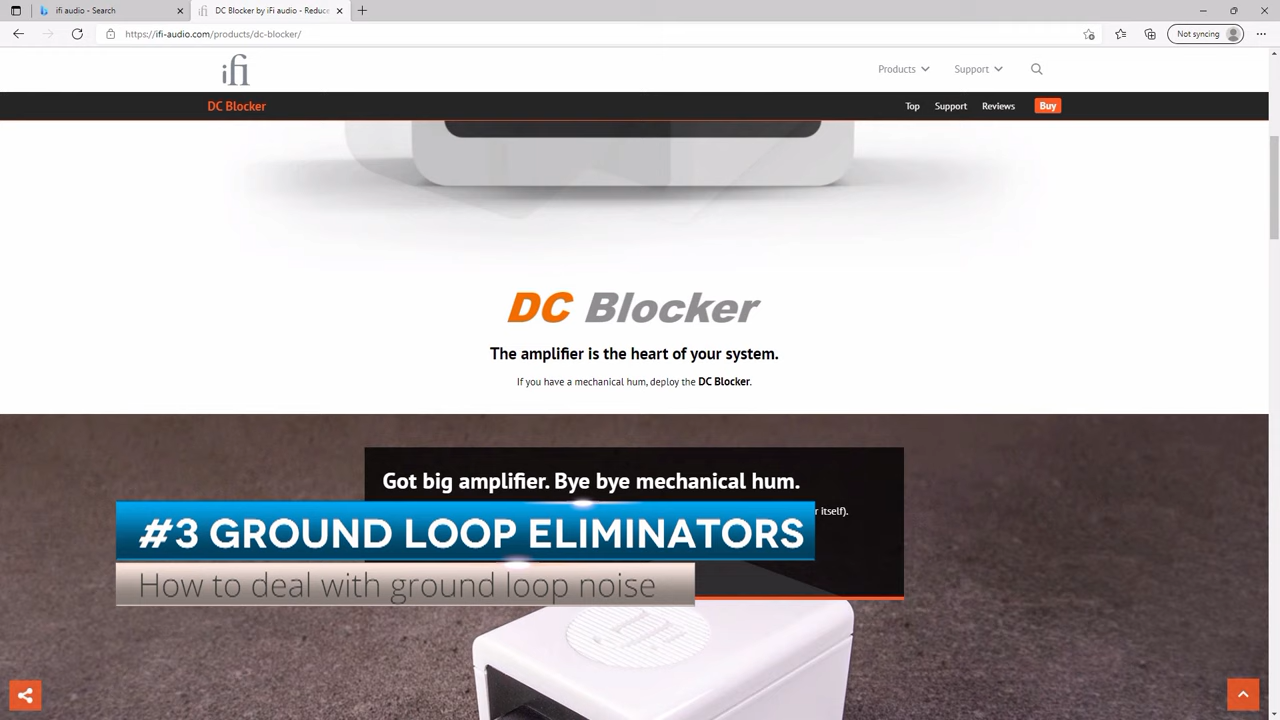 ifi audio - Search
DC Blocker by iFi audio - Reduce
https://ifi-audio.com/products/dc-blocker/
Not syncing
ifi
Products
Support
DC Blocker
Top
Support
Reviews
Buy
DC Blocker
The amplifier is the heart of your system.
If you have a mechanical hum, deploy the DC Blocker.
Got big amplifier. Bye bye mechanical hum.
r itself).
#3 GROUND LOOP ELIMINATORS
How to deal with ground loop noise
iFi